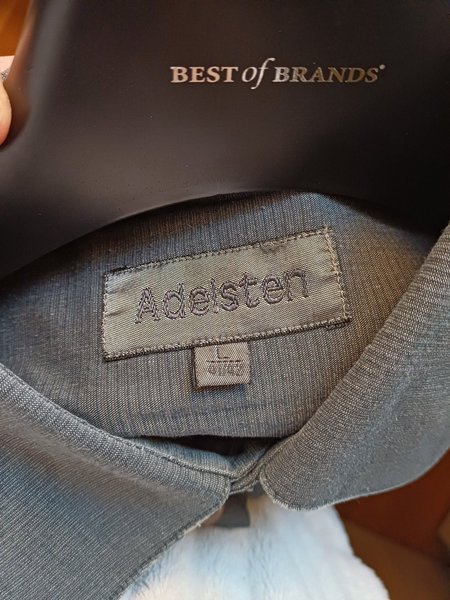 BEST of BRANDS®
Adelsten
L
41/42